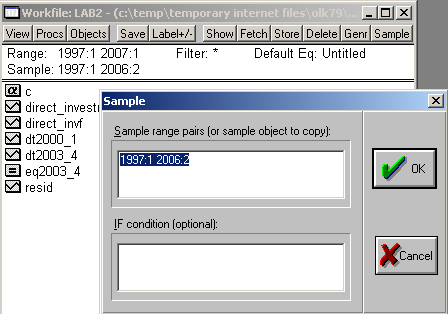 Workfile: LAB2 - (c:\temp\temporary internet files\olk79\...
View Procs Objects Save Label+/- Show Fetch Store Delete Genr Sample
Range: 1997:1 2007:1 Filter: * Default Eq: Untitled
Sample: 1997:1 2006:2
c
direct_invest
direct_invf
dt2000_1
dt2003_4
eq2003_4
resid
Sample
Sample range pairs (or sample object to copy):
1997:1 2006:2
OK
IF condition (optional):
Cancel